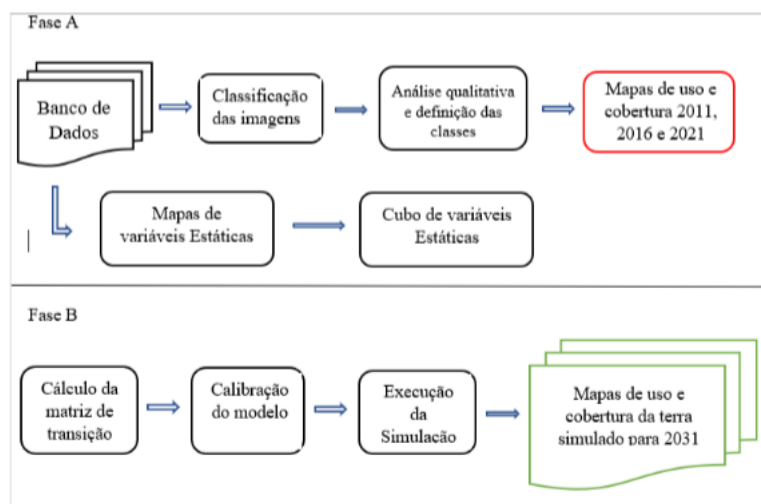 Fase A
Banco de
Dados
Classificação
das imagens
Análise qualitativa
e definição das
classes
Mapas de uso e
cobertura 2011,
2016 e 2021
Mapas de
variáveis Estáticas
Cubo de variáveis
Estáticas
Fase B
Cálculo da
matriz de
transição
Calibração
do modelo
Execução
da
Simulação
Mapas de uso e
cobertura da terra
simulado para 2031